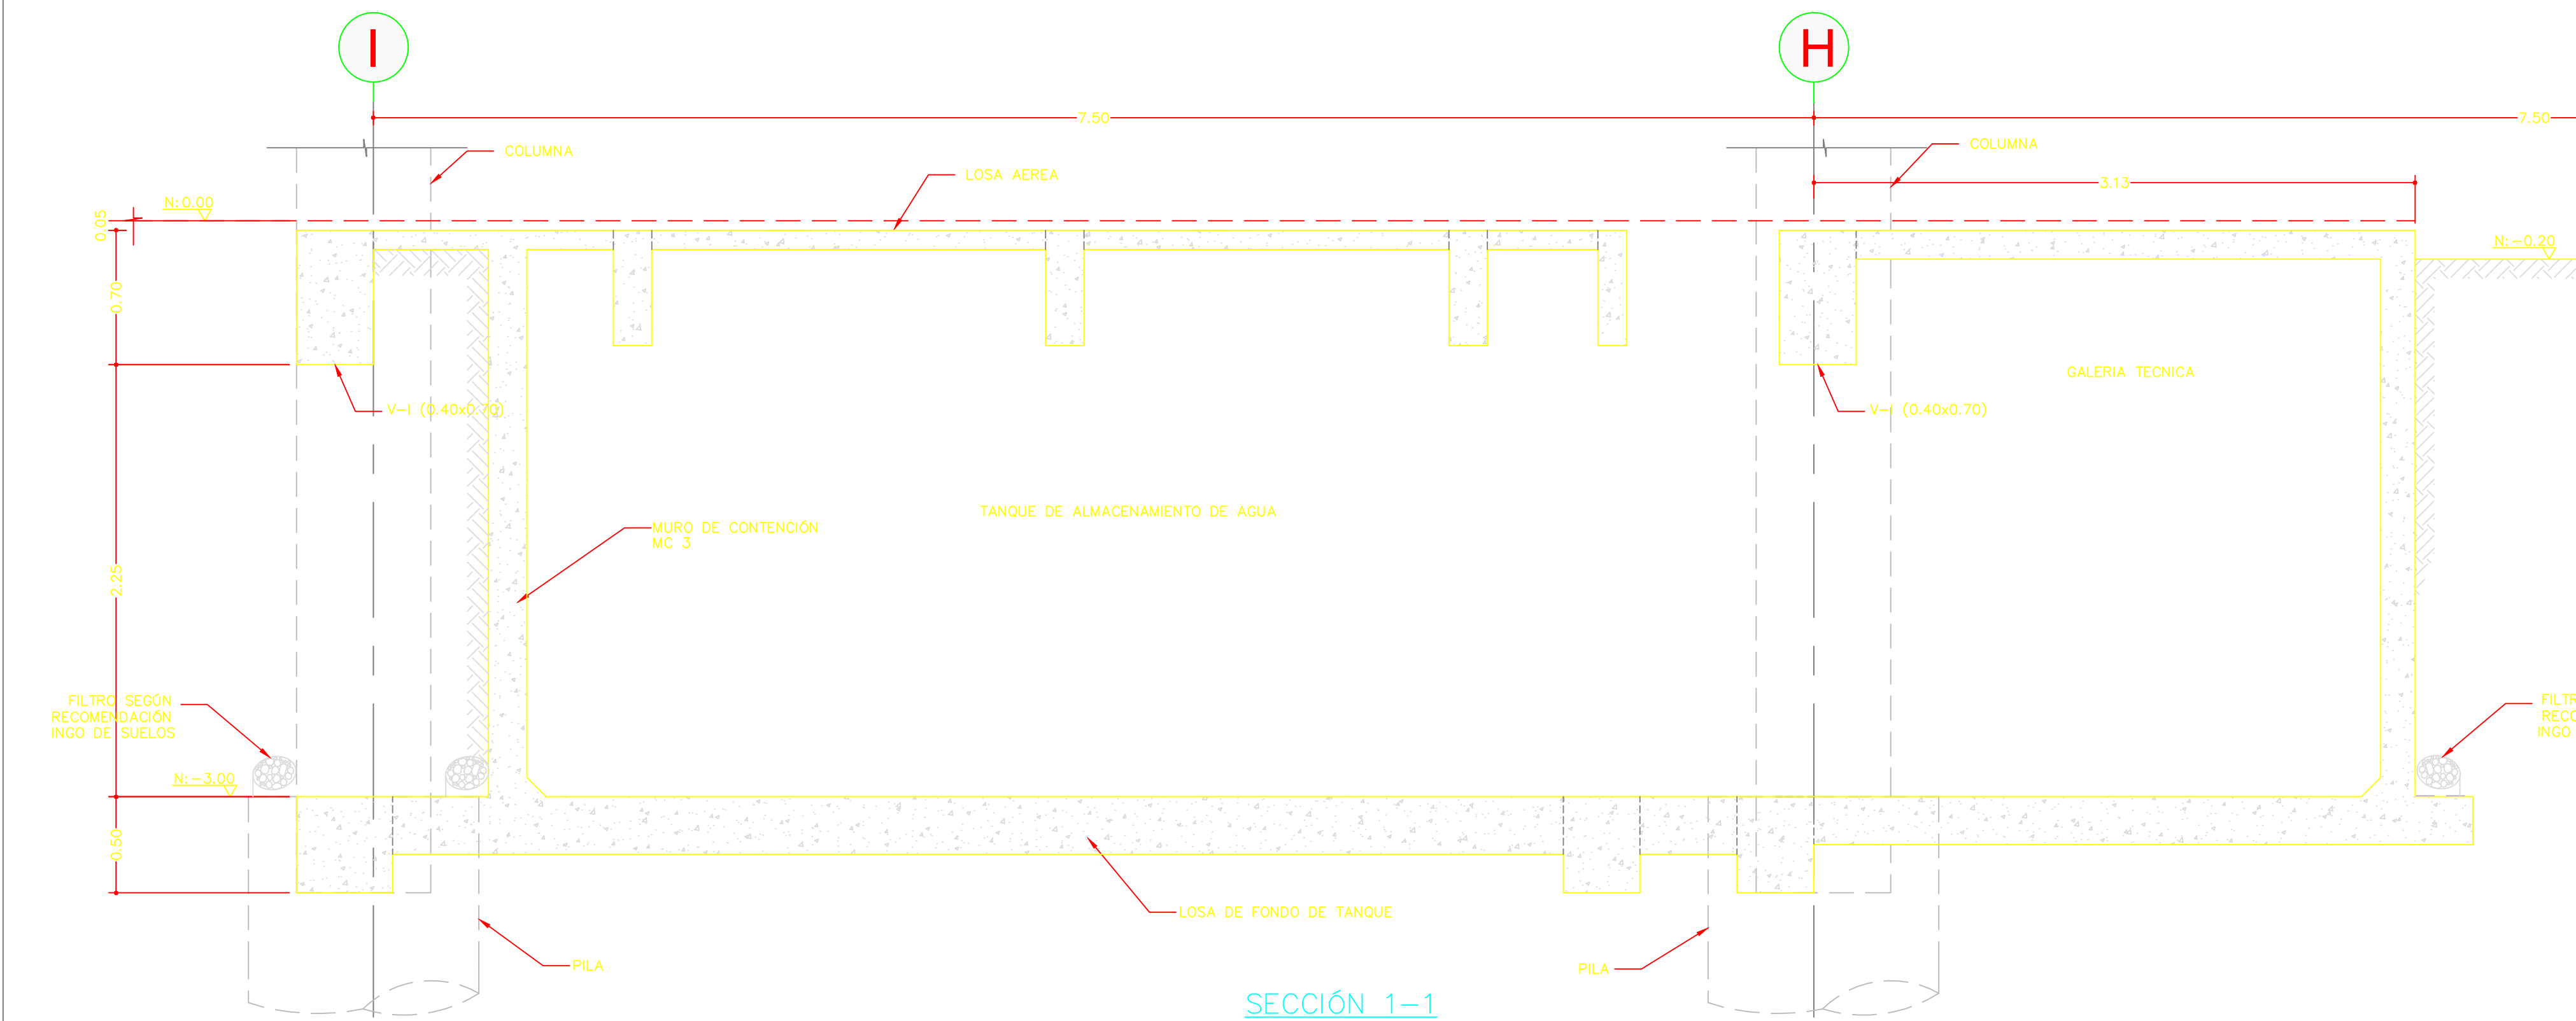 I
H
7.50
7.50
COLUMNA
COLUMNA
LOSA AEREA
3.13
N: 0.00
0.05
N:-0.20
0.70
GALERIA TECNICA
V-I (0.40x0.70)
(0.40x0.70)
TANQUE DE ALMACENAMIENTO DE AGUA
MURO DE CONTENCIÓN
MC 3
2.25
FILTRO SEGÚN
RECOMENDACIÓN
INGO DE SUELOS
INGO
N:-3.00
0.50
LOSA DE FONDO DE TANQUE
PILA
PILA
SECCIÓN 1-1